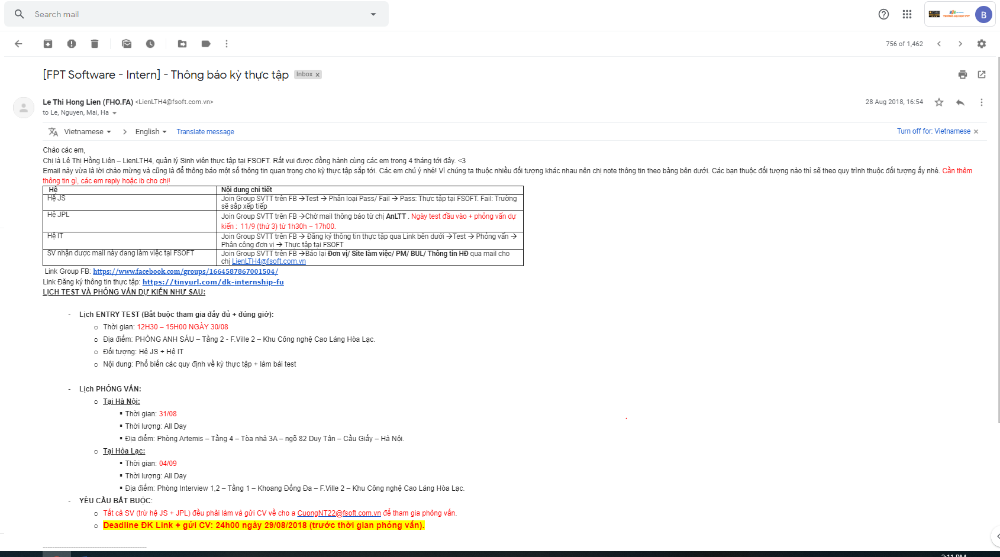 Search mail
B
756 of 1,462
[FPT Software - Intern] - Thông báo kỳ thực tập Inbox x
Le Thi Hong Lien (FHO.FA) <LienLTH4@fsoft.com.vn>
28 Aug 2018, 16:54
to Le, Nguyen, Mai, Ha
Vietnamese > English Translate message
Turn off for: Vietnamese x
Chào các em,
Chị là Lê Thị Hồng Liên – LienLTH4, quản lý Sinh viên thực tập tại FSOFT. Rất vui được đồng hành cùng các em trong 4 tháng tới đây. <3
Email này vừa là lời chào mừng và cũng là để thông báo một số thông tin quan trọng cho kỳ thực tập sắp tới. Các em chú ý nhé! Vì chúng ta thuộc nhiều đối tượng khác nhau nên chị note thông tin theo bảng bên dưới. Các bạn thuộc đối tượng nào thì sẽ theo quy trình thuộc đối tượng ấy nhé. Cần thêm
thông tin gì, các em reply hoặc ib cho chị!
Hệ Nội dung chi tiết
Hệ JS Join Group SVTT trên FB →Test → Phân loại Pass/ Fail → Pass: Thực tập tại FSOFT. Fail: Trường
sẽ sắp xếp tiếp
Hệ JPL Join Group SVTT trên FB →Chờ mail thông báo từ chị AnLTT . Ngày test đầu vào + phỏng vấn dự
kiến : 11/9 (thứ 3) từ 1h30h – 17h00.
Hệ IT Join Group SVTT trên FB → Đăng ký thông tin thực tập qua Link bên dưới →Test → Phỏng vấn →
Phân công đơn vị → Thực tập tại FSOFT
SV nhận được mail này đang làm việc tại FSOFT Join Group SVTT trên FB →Báo lại Đơn vị/ Site làm việc/ PM/ BUL/ Thông tin HĐ qua mail cho
chị LienLTH4@fsoft.com.vn
Link Group FB: https://www.facebook.com/groups/1664587867001504/
Link Đăng ký thông tin thực tập: https://tinyurl.com/dk-internship-fu
LỊCH TEST VÀ PHỎNG VẤN DỰ KIẾN NHƯ SAU:
- Lịch ENTRY TEST (Bắt buộc tham gia đầy đủ + đúng giờ):
o Thời gian: 12H30 – 15H00 NGÀY 30/08
o Địa điểm: PHÒNG ANH SÁU – Tầng 2 - F.Ville 2 – Khu Công nghệ Cao Láng Hòa Lạc.
o Đối tượng: Hệ JS + Hệ IT
o Nội dung: Phổ biến các quy định về kỳ thực tập + làm bài test
- Lịch PHỎNG VẤN:
o Tại Hà Nội:
▪ Thời gian: 31/08
▪ Thời lượng: All Day
▪ Địa điểm: Phòng Artemis – Tầng 4 – Tòa nhà 3A – ngõ 82 Duy Tân – Cầu Giấy – Hà Nội.
o Tại Hòa Lạc:
▪ Thời gian: 04/09
▪ Thời lượng: All Day
▪ Địa điểm: Phòng Interview 1,2 – Tầng 1 – Khoang Đống Đa – F.Ville 2 – Khu Công nghệ Cao Láng Hòa Lạc.
- YÊU CẦU BẮT BUỘC:
o Tất cả SV (trừ hệ JS + JPL) đều phải làm và gửi CV về cho a CuongNT22@fsoft.com.vn để tham gia phỏng vấn.
o Deadline ĐK Link + gửi CV: 24h00 ngày 29/08/2018 (trước thời gian phỏng vấn).
--------------------------------------------